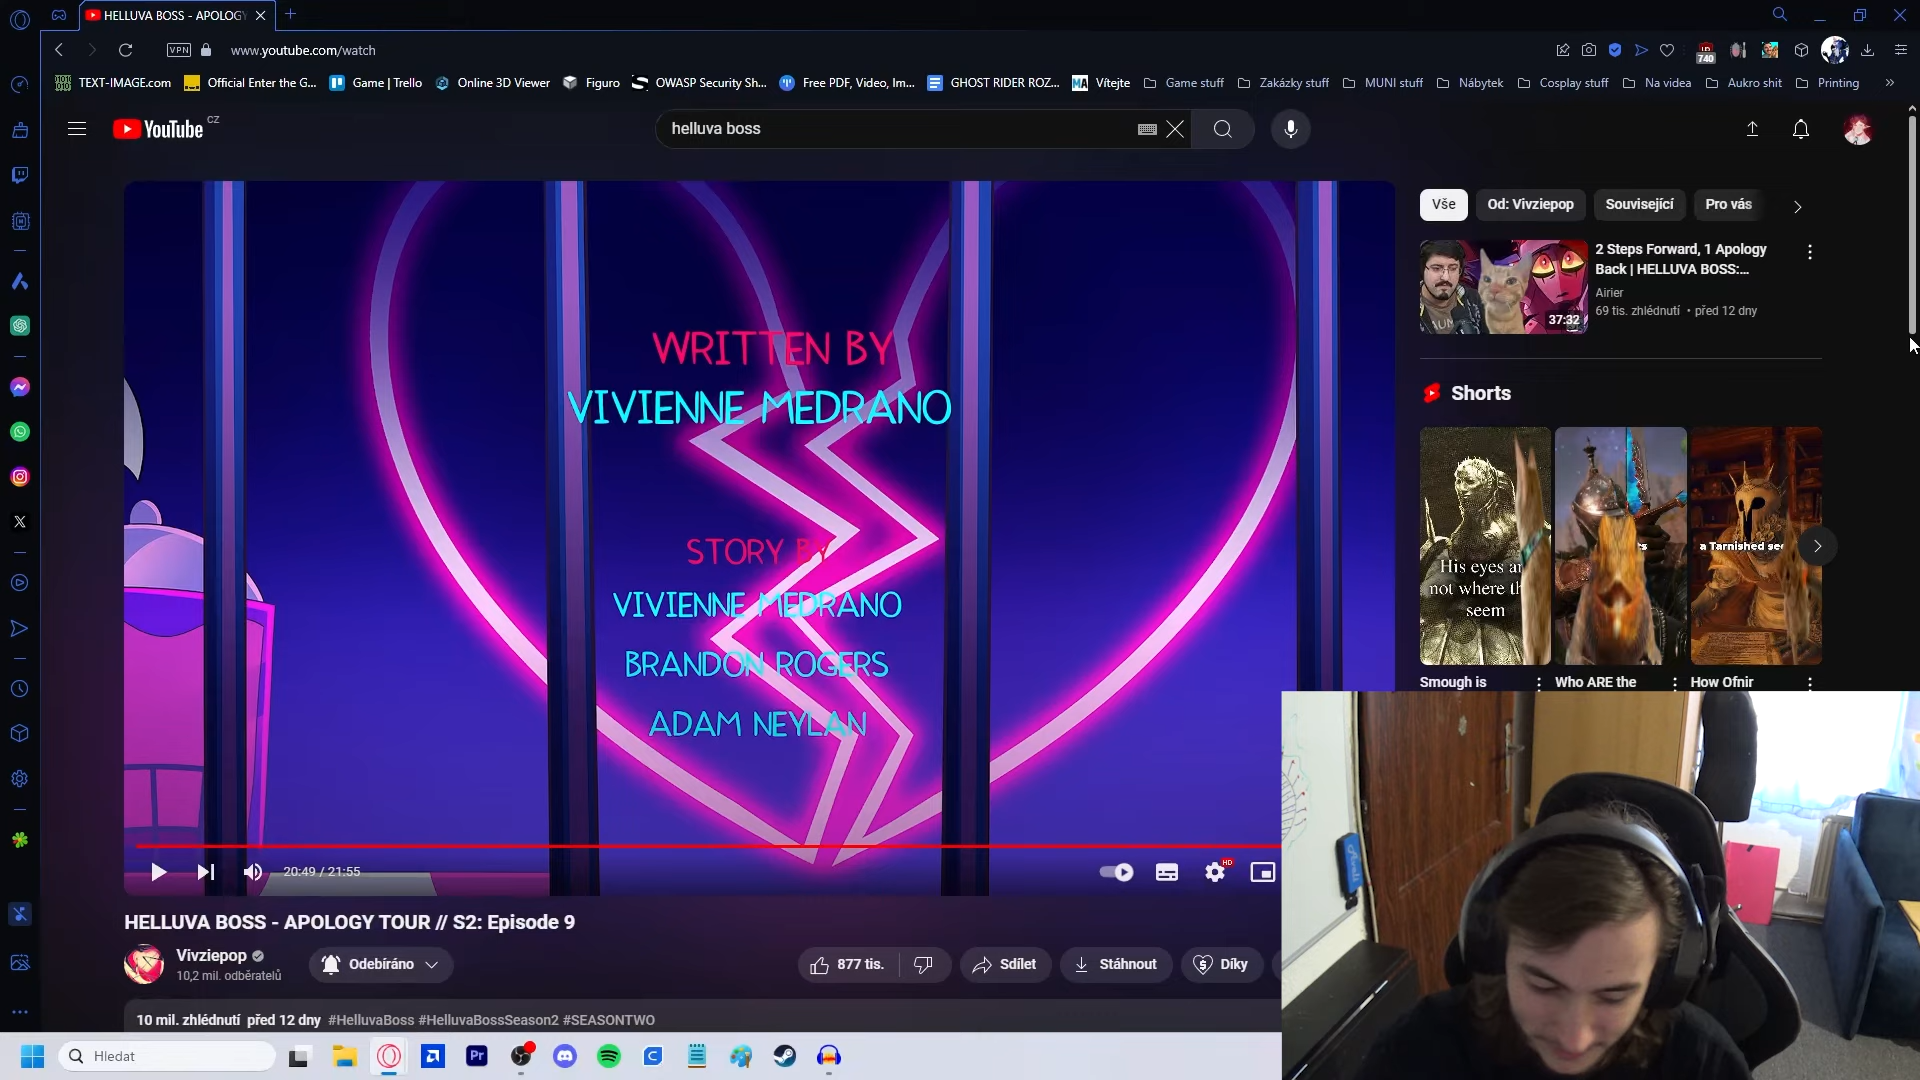 HELLUVA BOSS - APOLOGY
VPN
www.youtube.com/watch
740
TEXT-IMAGE.com
Official Enter the G...
Game | Trello
Online 3D Viewer
Figuro
OWASP Security Sh...
Free PDF, Video, Im...
GHOST RIDER ROZ...
MA
Vítejte
Game stuff
Zakázky stuff
MUNI stuff
Nábytek
Cosplay stuff
Na videa
Aukro shit
Printing
YouTube CZ
helluva boss
WRITTEN BY
VIVIENNE MEDRANO
STORY BY
VIVIENNE MEDRANO
BRANDON ROGERS
ADAM NEYLAN
20:49 / 21:55
HD
HELLUVA BOSS - APOLOGY TOUR // S2: Episode 9
Vivziepop
10,2 mil. odběratelů
Odebíráno
877 tis.
Sdílet
Stáhnout
Díky
10 mil. zhlédnutí před 12 dny #HelluvaBoss #HelluvaBossSeason2 #SEASONTWO
Vše
Od: Vivziepop
Související
Pro vás
37:32
2 Steps Forward, 1 Apology
Back | HELLUVA BOSS:...
Airier
69 tis. zhlédnutí • před 12 dny
Shorts
His eyes
not where
seem
a Tarnished
Smough is
Who ARE the
How Ofnir
Hledat
Pr